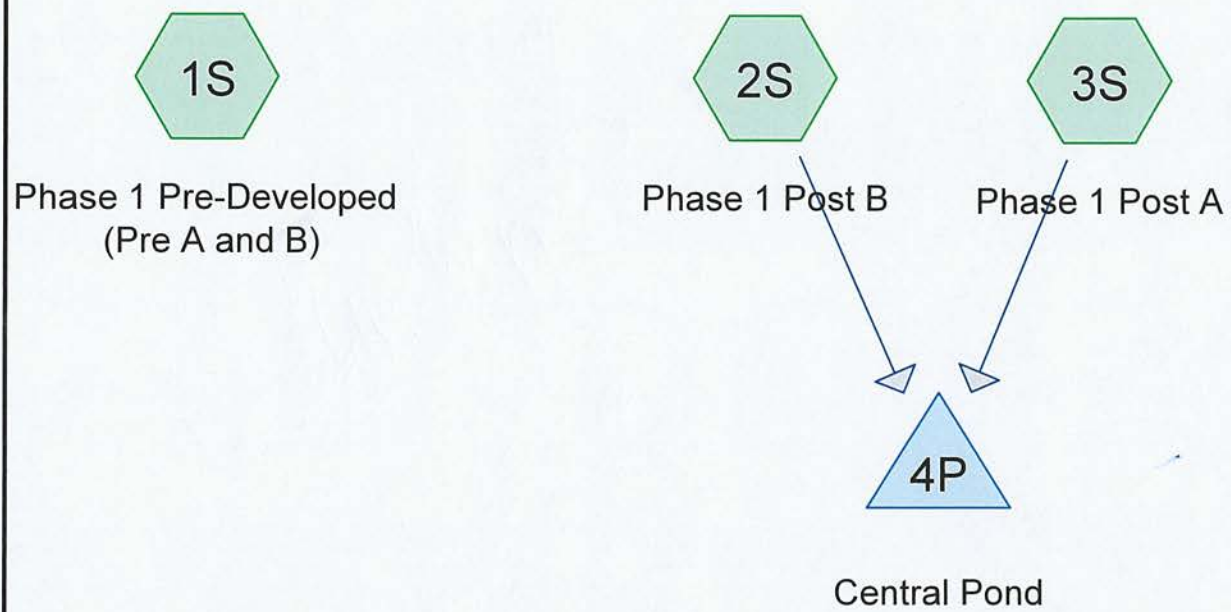 1S
2S
3S
Phase 1 Pre-Developed
(Pre A and B)
Phase 1 Post B
Phase 1 Post A
4P
Central Pond